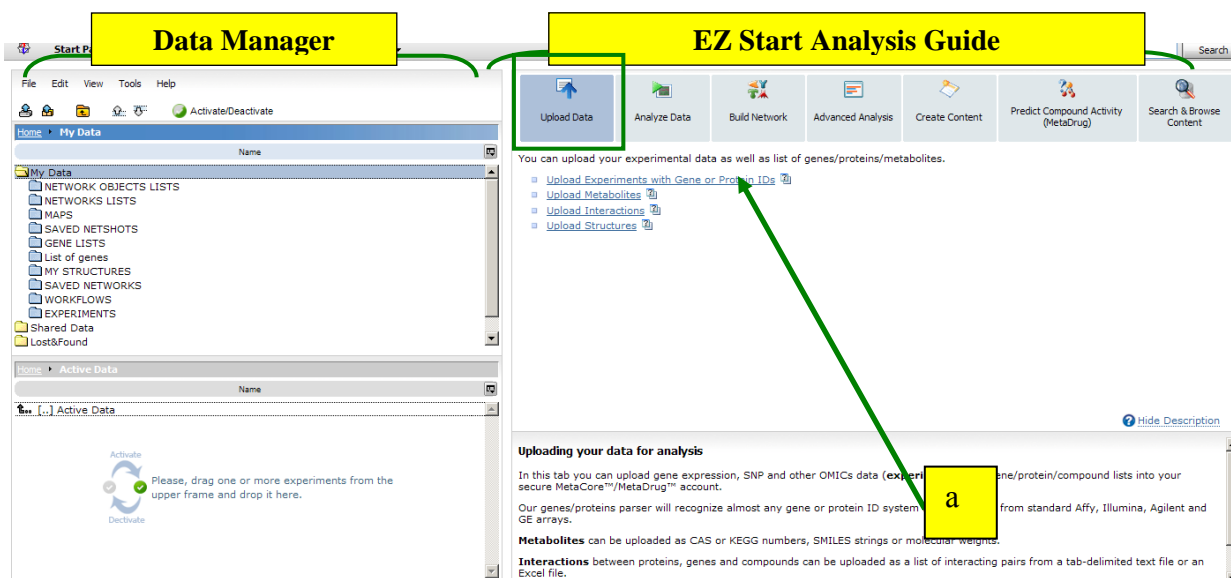 Data Manager
EZ Start Analysis Guide
Start Pa
Search
File Edit View Tools Help
Activate/Deactivate
Home My Data
Name
My Data
NETWORK OBJECTS LISTS
NETWORKS LISTS
MAPS
SAVED NETSHOTS
GENE LISTS
List of genes
MY STRUCTURES
SAVED NETWORKS
WORKFLOWS
EXPERIMENTS
Shared Data
Lost&Found
Home Active Data
Name
[..] Active Data
Activate
Please, drag one or more experiments from the
upper frame and drop it here.
Dectivate
Upload Data
Analyze Data
Build Network
Advanced Analysis
Create Content
Predict Compound Activity
(MetaDrug)
Search & Browse
Content
You can upload your experimental data as well as list of genes/proteins/metabolites.
Upload Experiments with Gene or Protein IDs
Upload Metabolites
Upload Interactions
Upload Structures
Hide Description
Uploading your data for analysis
In this tab you can upload gene expression, SNP and other OMICs data (experi ene/protein/compound lists into your
secure MetaCore™/MetaDrug™ account.
a
Our genes/proteins parser will recognize almost any gene or protein ID system from standard Affy, Illumina, Agilent and
GE arrays.
Metabolites can be uploaded as CAS or KEGG numbers, SMILES strings or molecular weights.
Interactions between proteins, genes and compounds can be uploaded as a list of interacting pairs from a tab-delimited text file or an
Excel file.